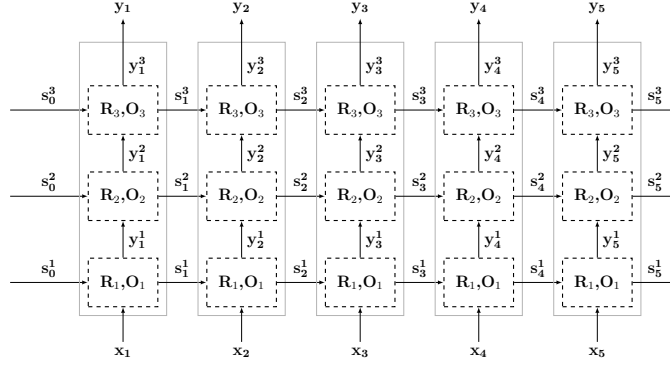 y₁ y₂ y₃ y₄ y₅
y₁³ y₂³ y₃³ y₄³ y₅³
s₀³ s₁³ s₂³ s₃³ s₄³ s₅³
R₃,O₃ R₃,O₃ R₃,O₃ R₃,O₃ R₃,O₃
y₁² y₂² y₃² y₄² y₅²
s₀² s₁² s₂² s₃² s₄² s₅²
R₂,O₂ R₂,O₂ R₂,O₂ R₂,O₂ R₂,O₂
y₁¹ y₂¹ y₃¹ y₄¹ y₅¹
s₀¹ s₁¹ s₂¹ s₃¹ s₄¹ s₅¹
R₁,O₁ R₁,O₁ R₁,O₁ R₁,O₁ R₁,O₁
x₁ x₂ x₃ x₄ x₅